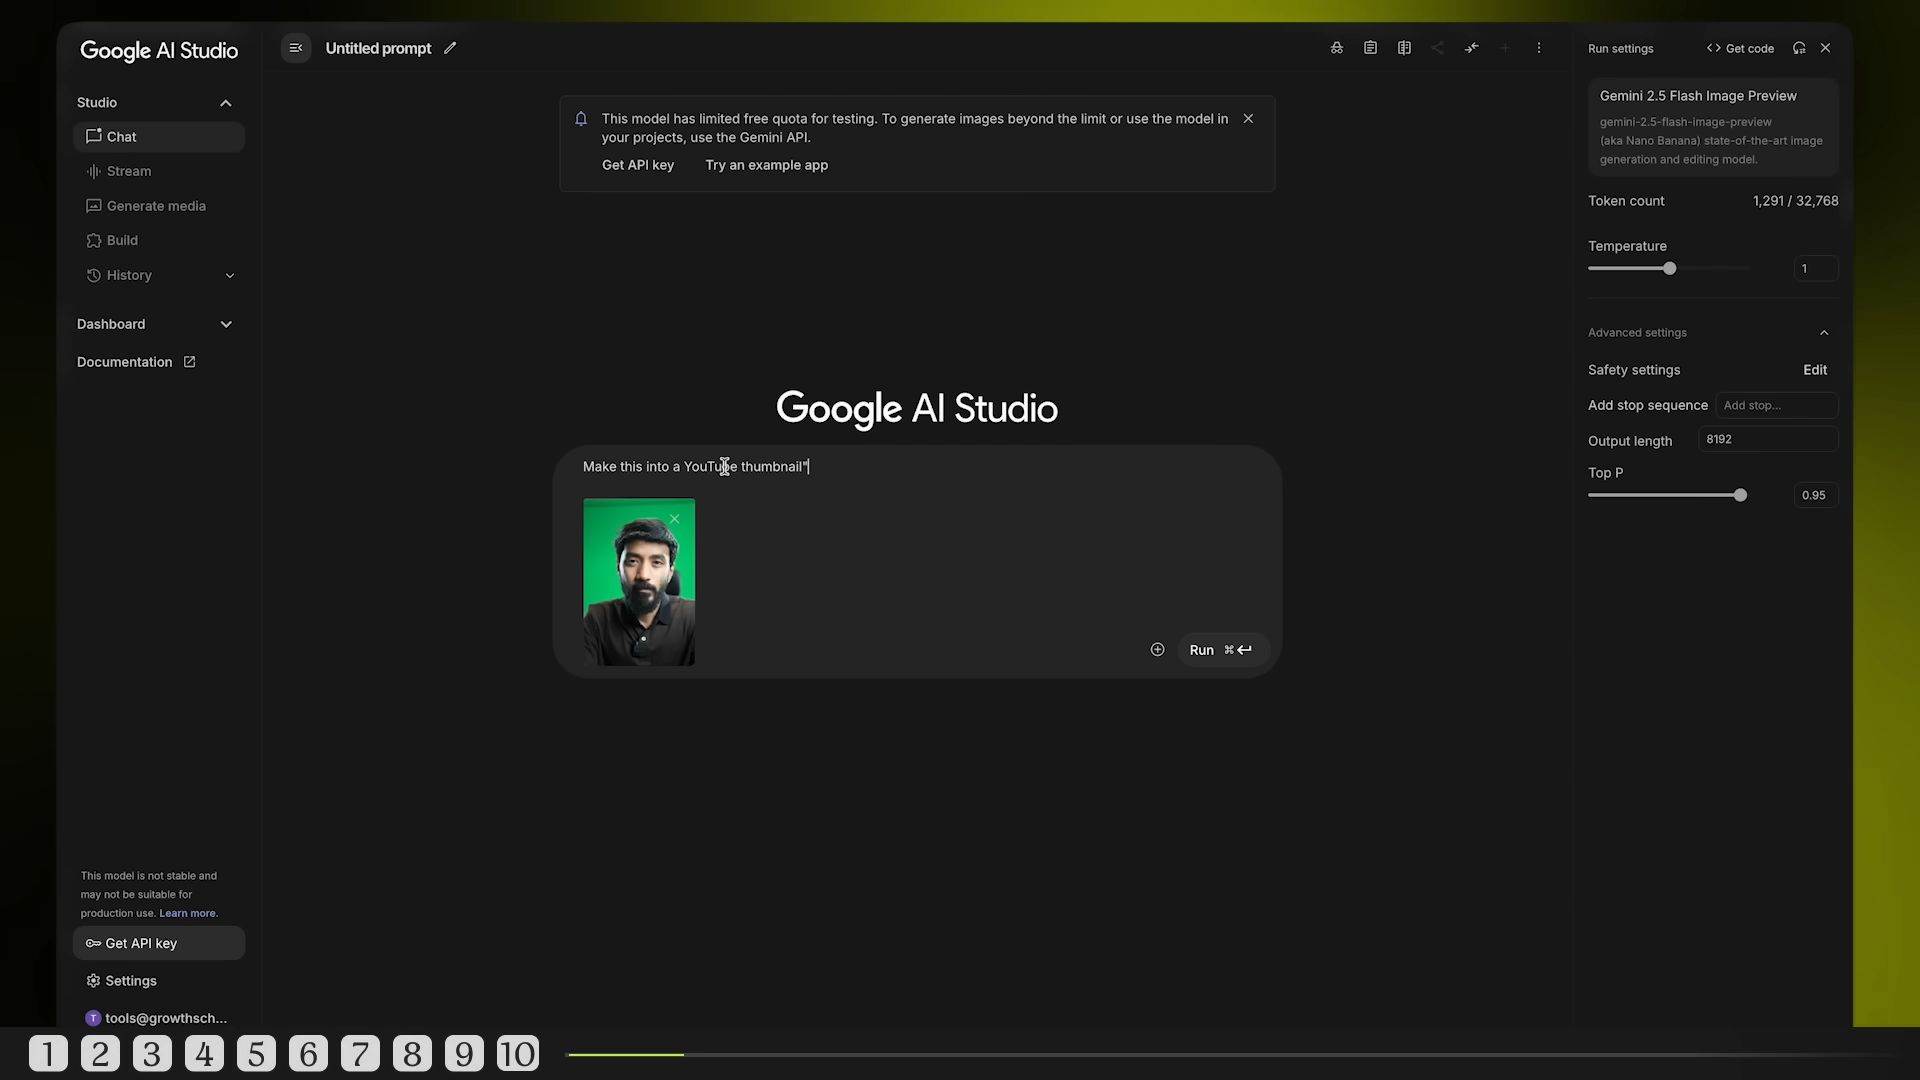 Google AI Studio
Studio
Chat
Stream
Generate media
Build
History
Dashboard
Documentation
This model is not stable and
may not be suitable for
production use. Learn more.
Get API key
Settings
T tools@growthsch...
Untitled prompt
This model has limited free quota for testing. To generate images beyond the limit or use the model in
your projects, use the Gemini API.
Get API key Try an example app
Google AI Studio
Make this into a YouTube thumbnail"
Run ⌘
Run settings
<> Get code
Gemini 2.5 Flash Image Preview
gemini-2.5-flash-image-preview
(aka Nano Banana) state-of-the-art image
generation and editing model.
Token count 1,291 / 32,768
Temperature
1
Advanced settings
Safety settings Edit
Add stop sequence Add stop...
Output length 8192
Top P
0.95
1 2 3 4 5 6 7 8 9 10